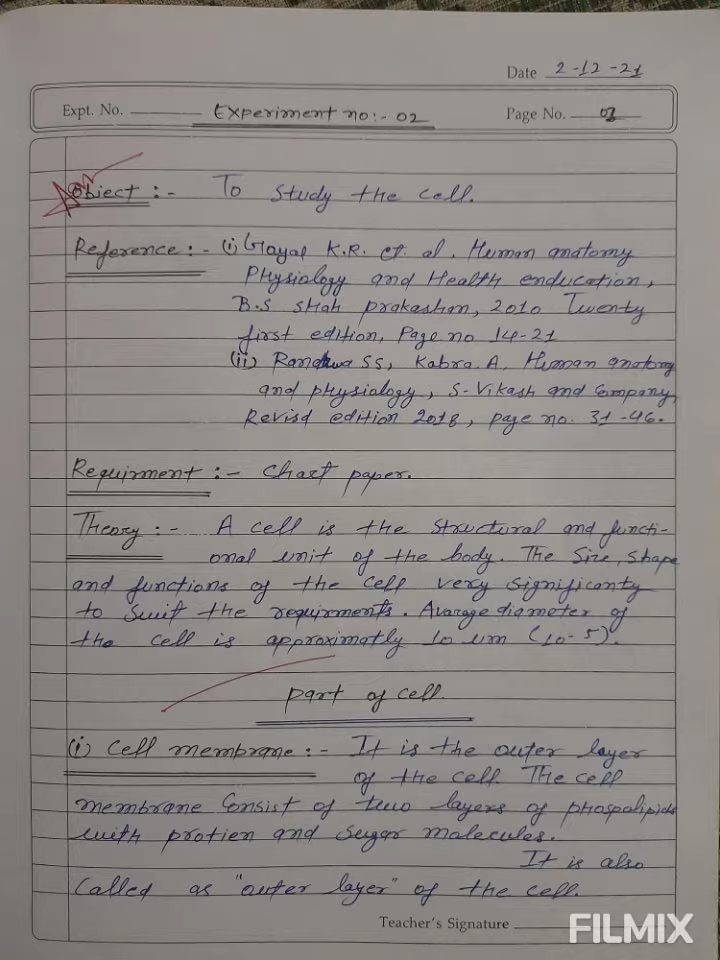 Date 2-12-21
Expt. No. Experiment no:- 02 Page No. 03
Object :- To study the cell.
Reference :- (i) Goyal K.R. et. al, Human anatomy
Physiology and Health enducation,
B.S shah prakashan, 2010 Twenty
first edition, Page no 14-21
(ii) Randhwa SS, Kabra. A, Human anatomy
and physiology, S-Vikash and Company,
Revisd edition 2018, page no. 31-46.
Requirment :- Chart paper.
Theory :- A cell is the structural and functi-
onal unit of the body. The Size, shape
and functions of the cell very significanty
to suit the requirments. Avarge diameter of
the cell is approximatly 10 um (10-5).
part of cell.
(i) Cell membrane :- It is the outer layer
of the cell. The cell
membrane Consist of two layers of phospalipids
with protien and sugar molecules.
It is also
Called as "outer layer" of the cell.
Teacher's Signature
FILMIX